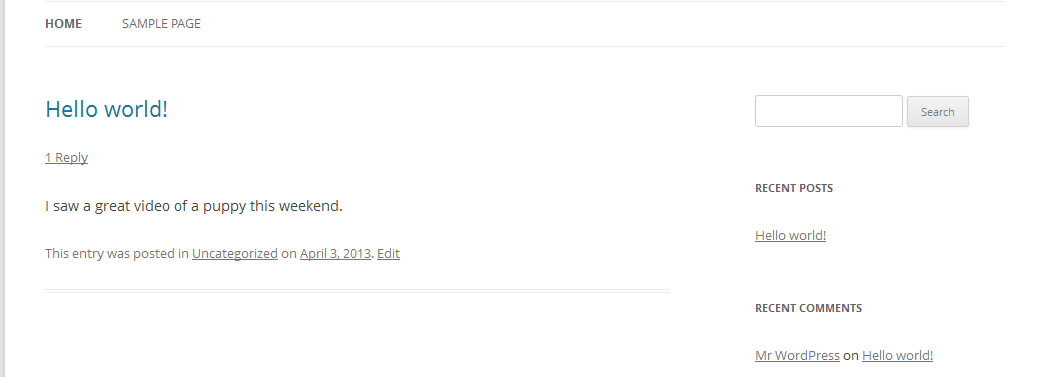 HOME SAMPLE PAGE
Hello world!
1 Reply
I saw a great video of a puppy this weekend.
This entry was posted in Uncategorized on April 3, 2013. Edit
Search
RECENT POSTS
Hello world!
RECENT COMMENTS
Mr WordPress on Hello world!